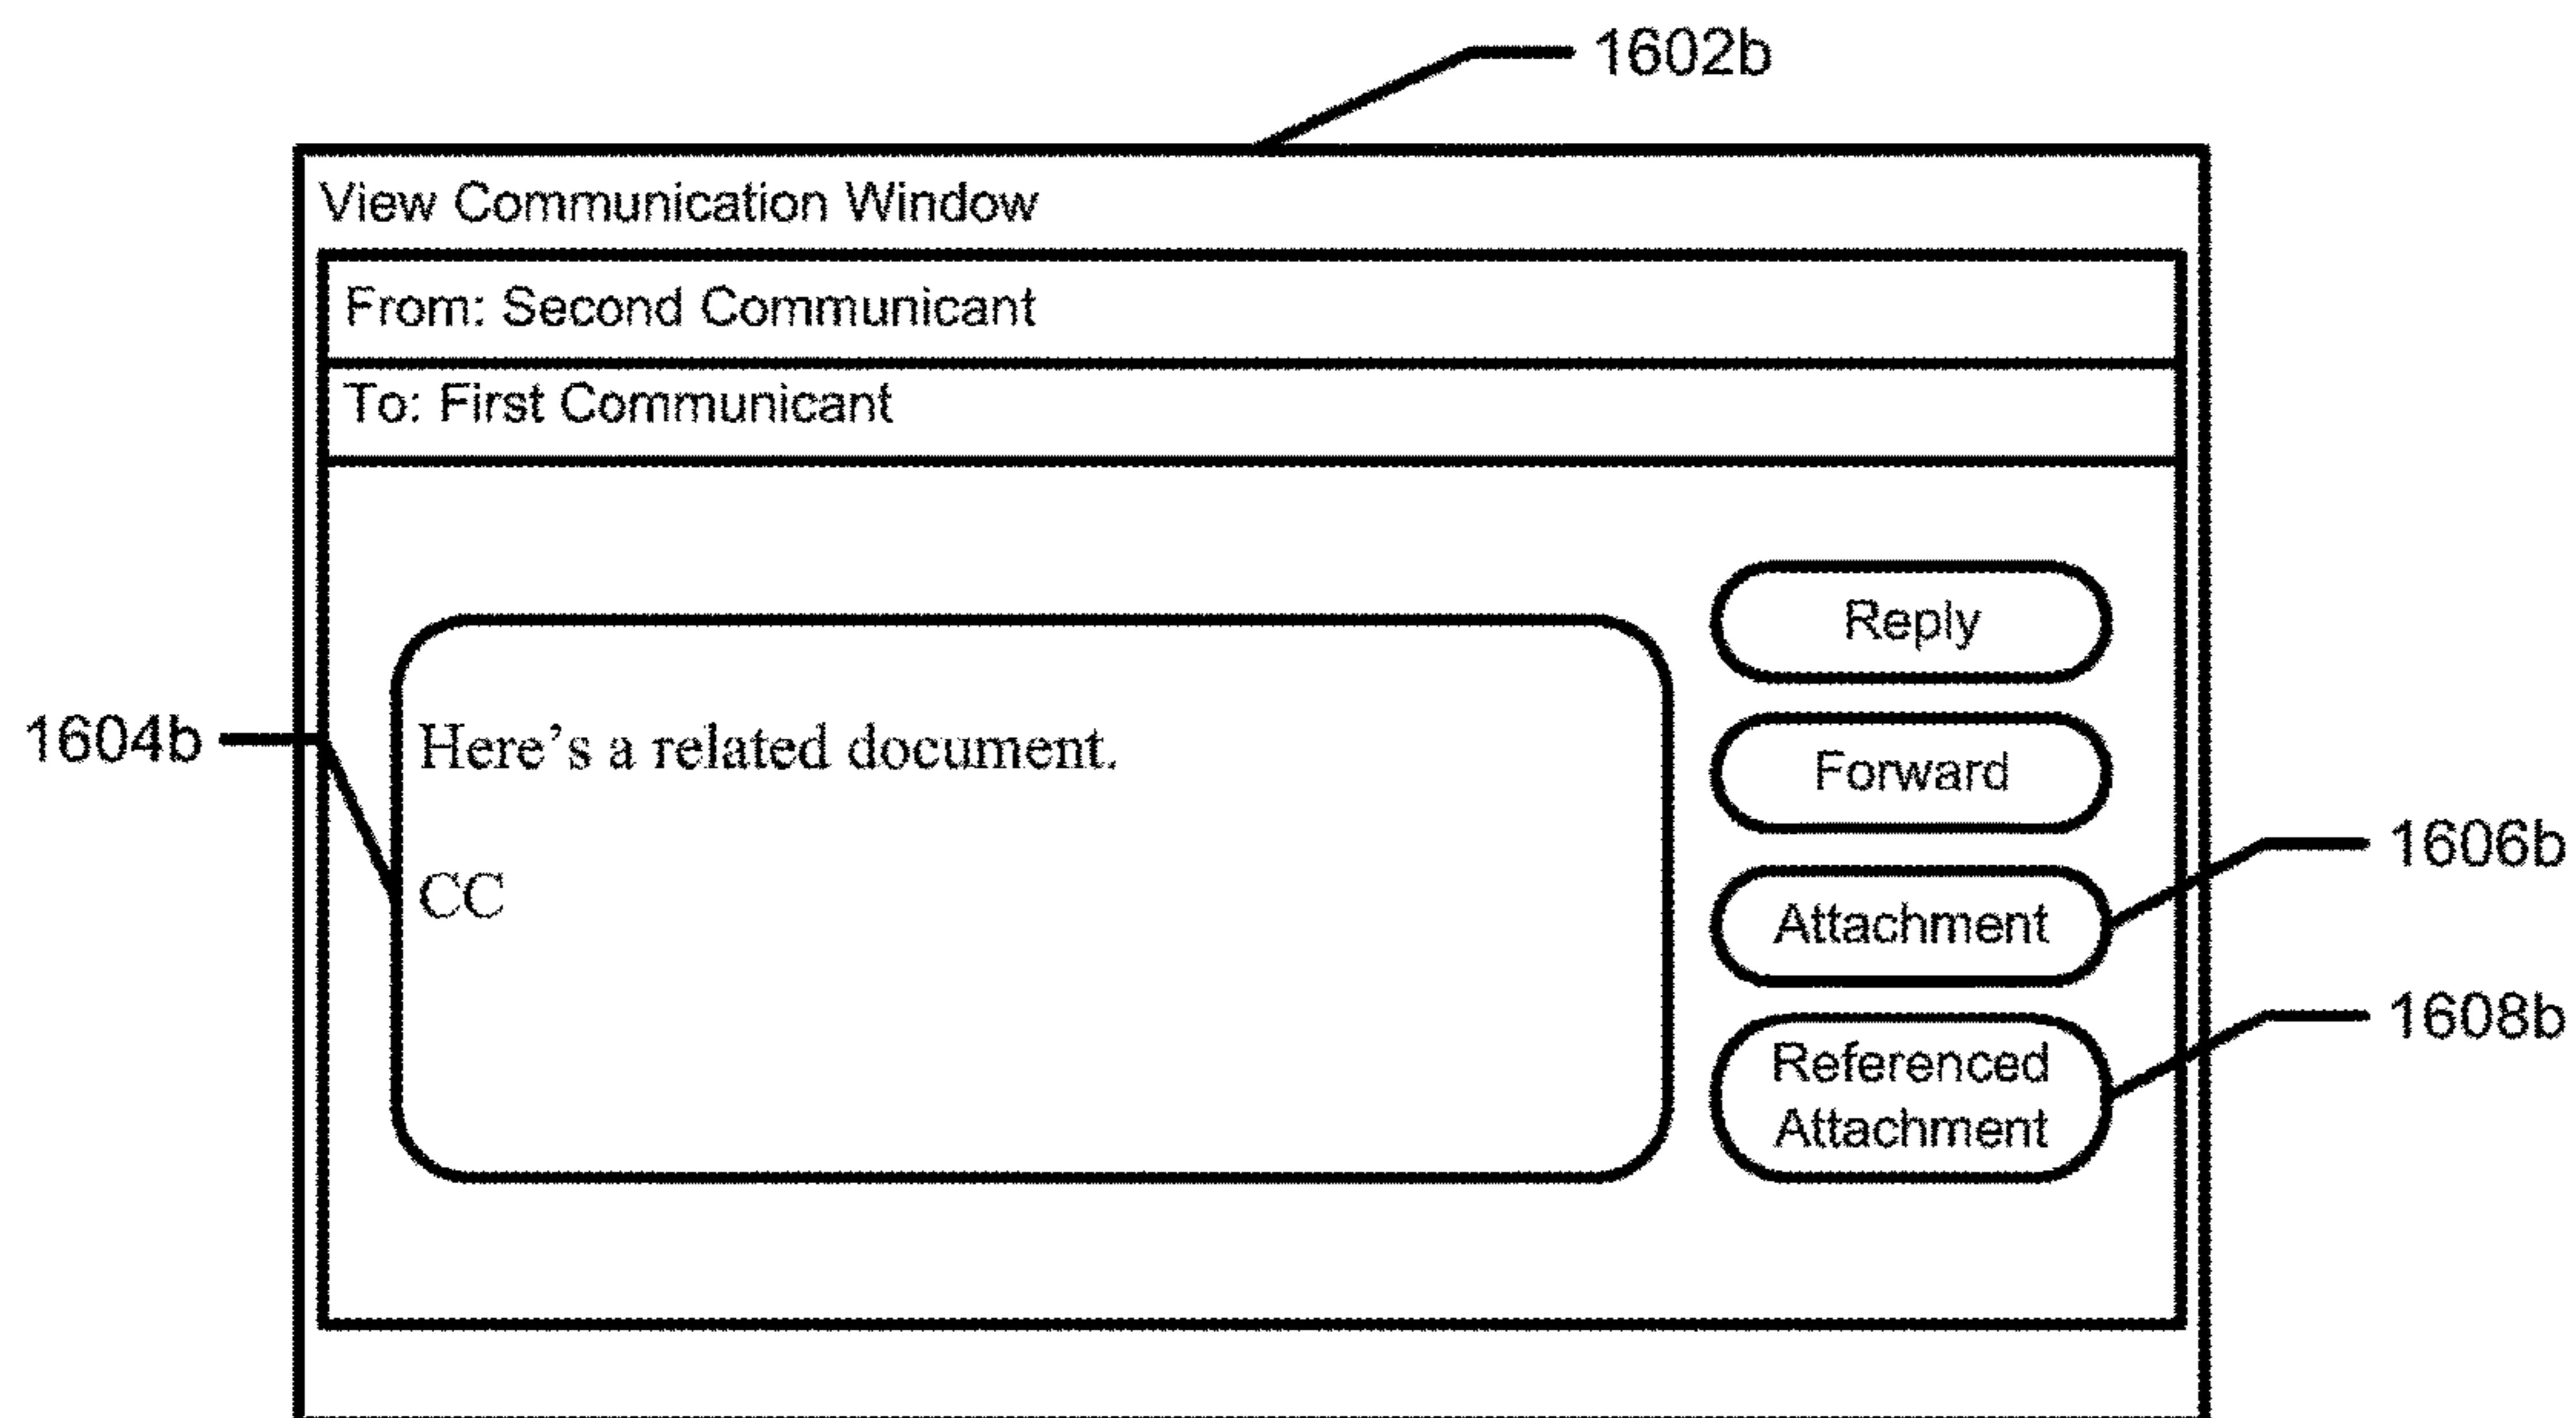 1602b
View Communication Window
From: Second Communicant
To: First Communicant
Reply
1604b
Here’s a related document.
Forward
CC
Attachment
1606b
Referenced
Attachment
1608b